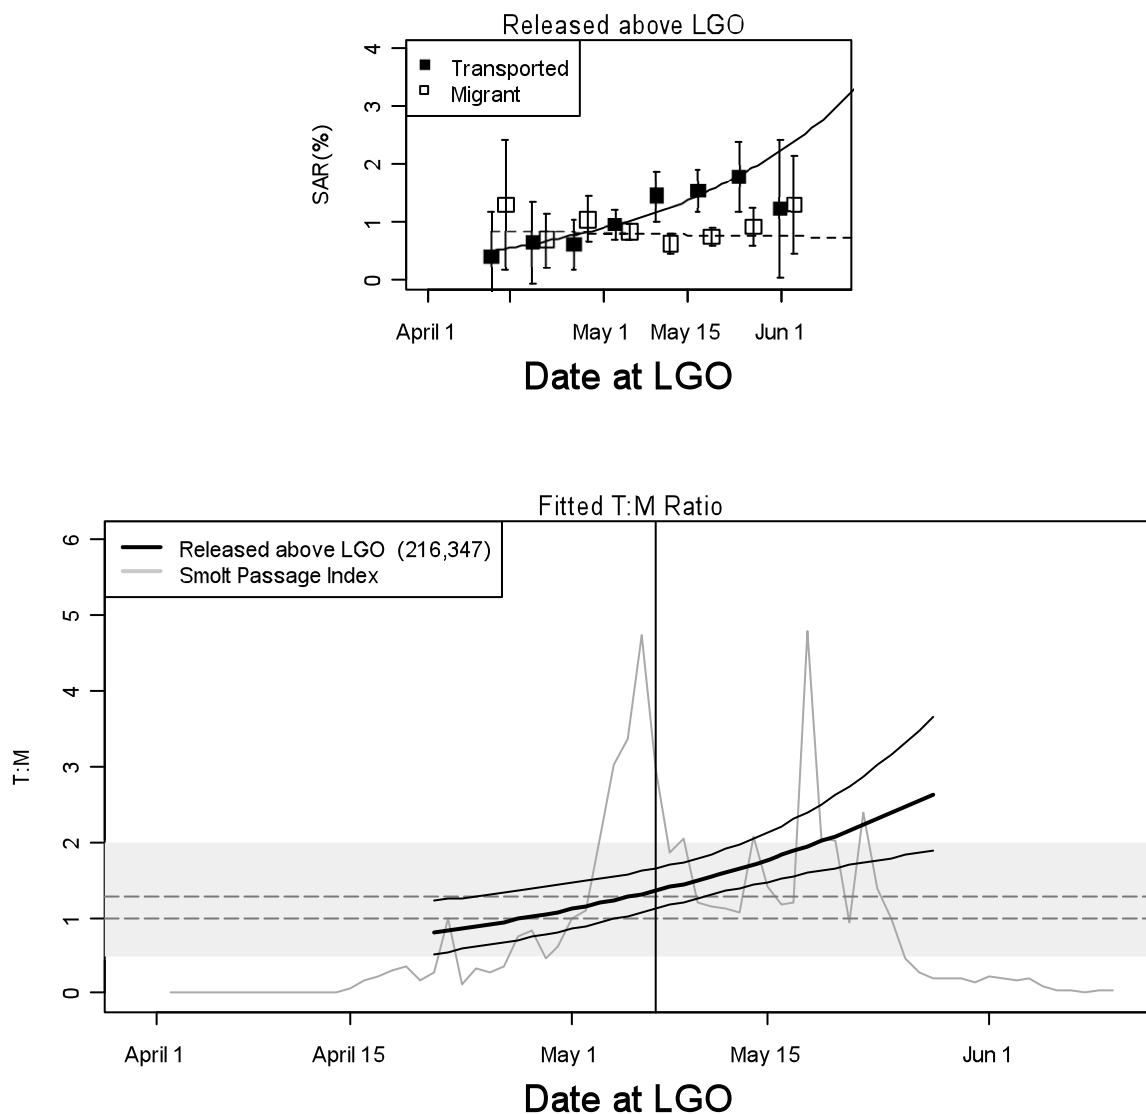 Released above LGO
4
3
2
1
0
SAR(%)
Transported
Migrant
April 1
May 1
May 15
Jun 1
Date at LGO
Fitted T:M Ratio
6
5
4
3
2
1
0
T:M
Released above LGO (216,347)
Smolt Passage Index
April 1
April 15
May 1
May 15
Jun 1
Date at LGO